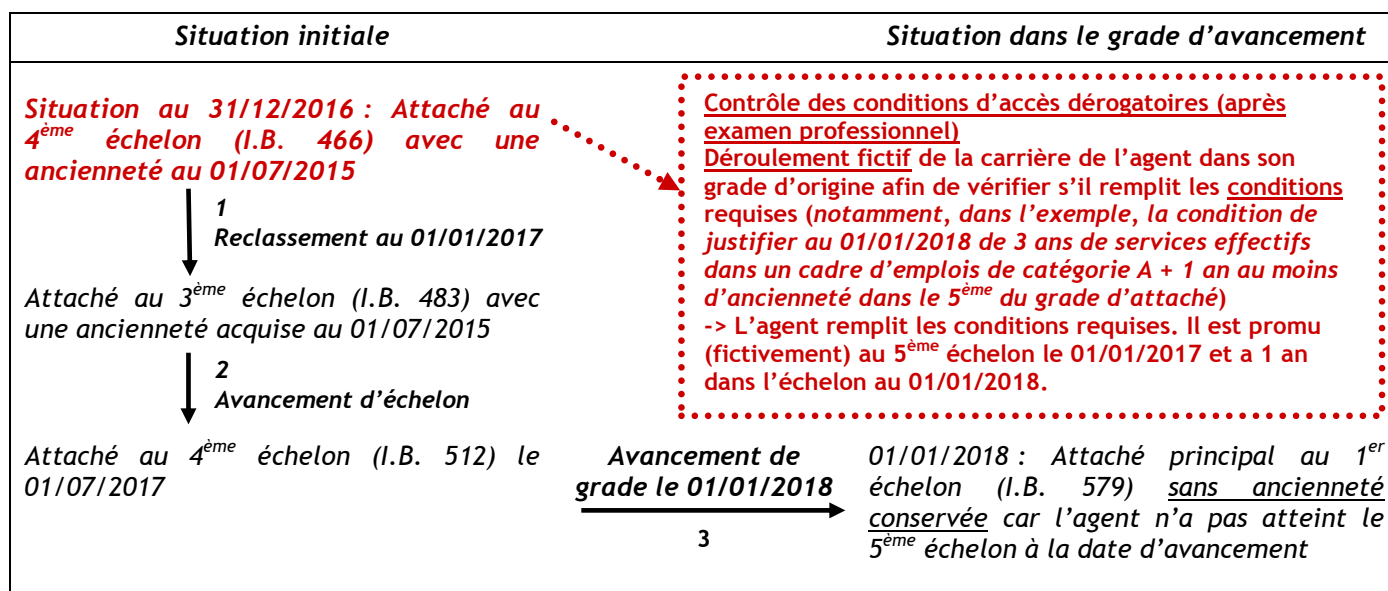 Situation initiale
Situation dans le grade d’avancement
Situation au 31/12/2016 : Attaché au
4ème échelon (I.B. 466) avec une
ancienneté au 01/07/2015
1
Reclassement au 01/01/2017
Attaché au 3ème échelon (I.B. 483) avec
une ancienneté acquise au 01/07/2015
2
Avancement d’échelon
Attaché au 4ème échelon (I.B. 512) le
01/07/2017
Contrôle des conditions d’accès dérogatoires (après
examen professionnel)
Déroulement fictif de la carrière de l’agent dans son
grade d’origine afin de vérifier s’il remplit les conditions
requises (notamment, dans l’exemple, la condition de
justifier au 01/01/2018 de 3 ans de services effectifs
dans un cadre d’emplois de catégorie A + 1 an au moins
d’ancienneté dans le 5ème du grade d’attaché)
-> L’agent remplit les conditions requises. Il est promu
(fictivement) au 5ème échelon le 01/01/2017 et a 1 an
dans l’échelon au 01/01/2018.
Avancement de
grade le 01/01/2018
3
01/01/2018 : Attaché principal au 1er
échelon (I.B. 579) sans ancienneté
conservée car l’agent n’a pas atteint le
5ème échelon à la date d’avancement